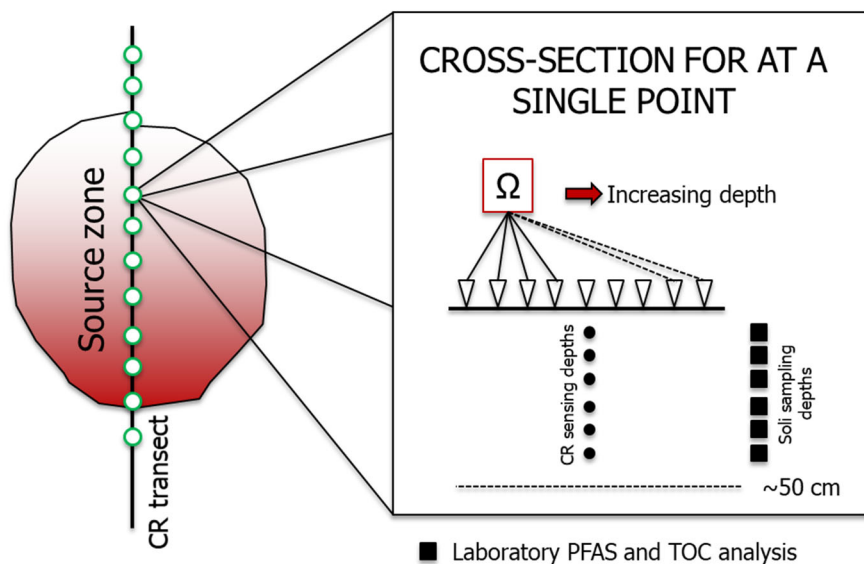 Source zone
CR transect
CROSS-SECTION FOR AT A
SINGLE POINT
Ω
Increasing depth
CR sensing depths
Soli sampling
depths
~50 cm
Laboratory PFAS and TOC analysis